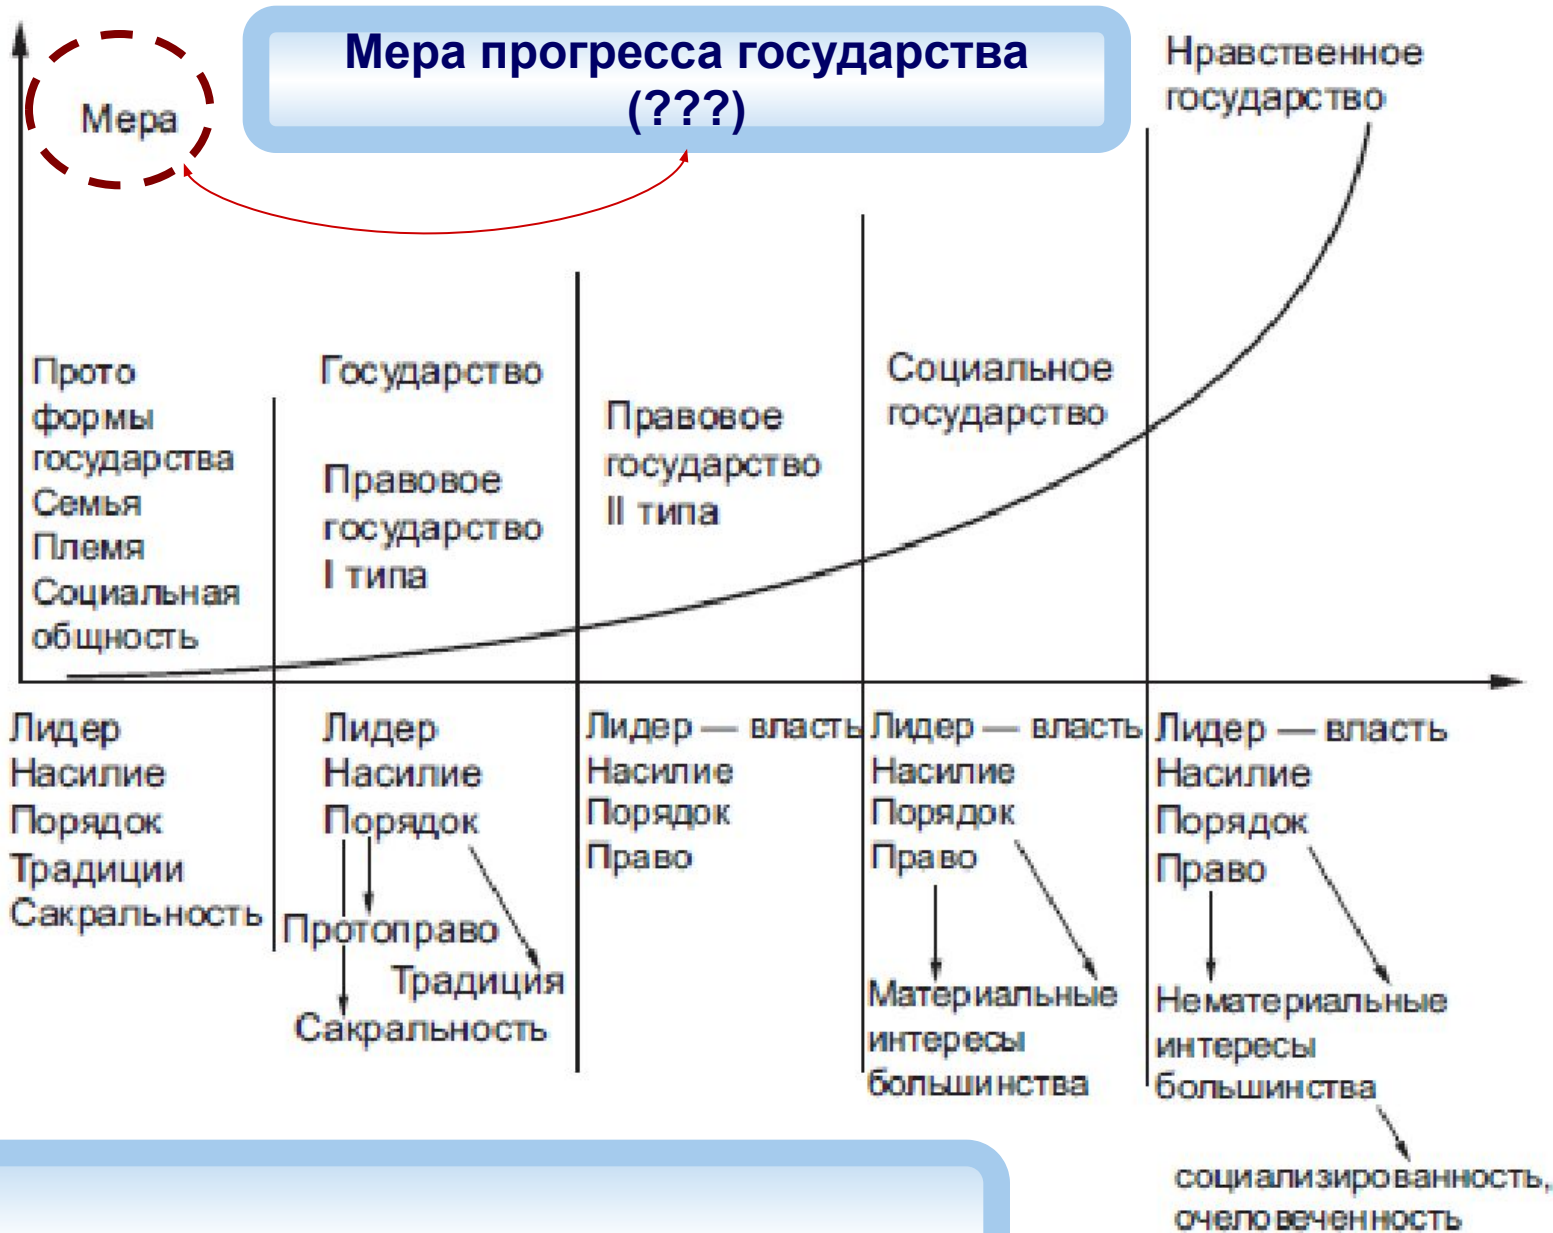 Мера
Мера прогресса государства
(???)
Нравственное
государство
Прото
формы
государства
Семья
Племя
Социальная
общность
Государство
Правовое
государство
I типа
Правовое
государство
II типа
Социальное
государство
Лидер
Насилие
Порядок
Традиции
Сакральность
Лидер
Насилие
Порядок
Протоправо
Традиция
Сакральность
Лидер — власть
Насилие
Порядок
Право
Лидер — власть
Насилие
Порядок
Право
Материальные
интересы
большинства
Лидер — власть
Насилие
Порядок
Право
Нематериальные
интересы
большинства
социализированность,
очеловеченность